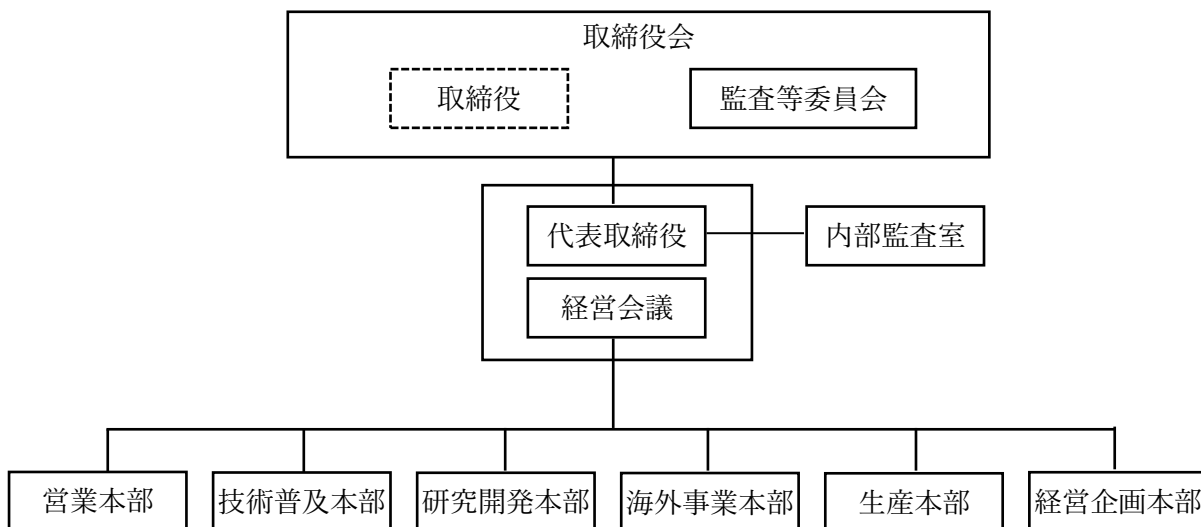 取締役会
取締役
監査等委員会
代表取締役
内部監査室
経営会議
営業本部
技術普及本部
研究開発本部
海外事業本部
生産本部
経営企画本部